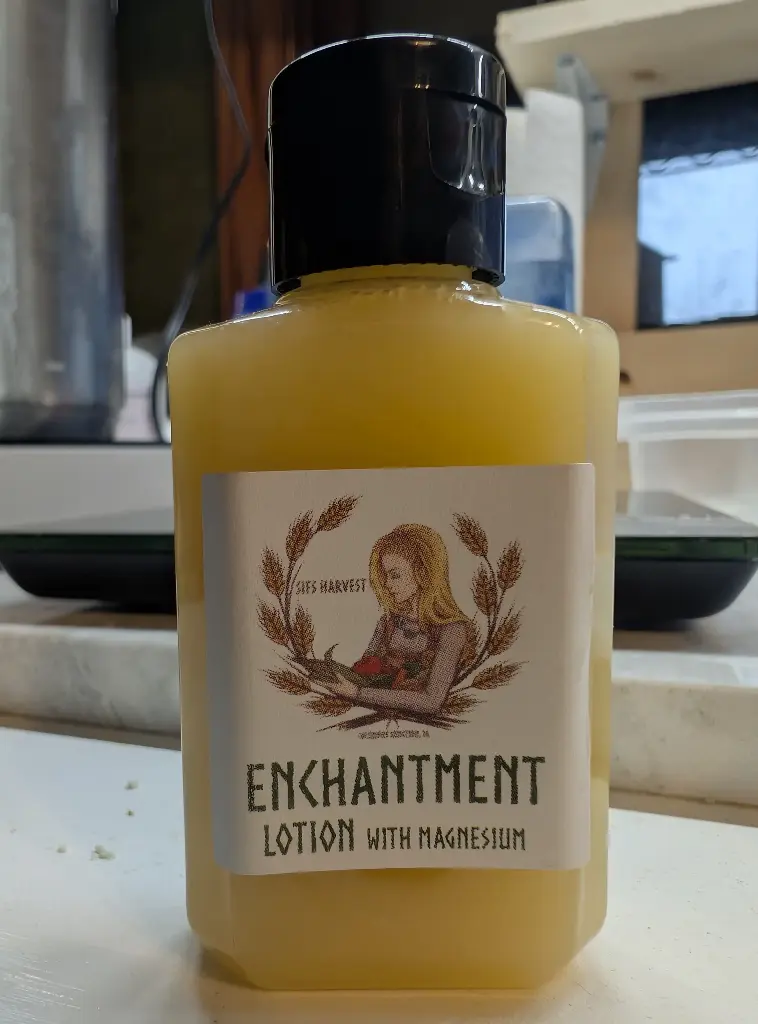 SIFS HARVEST
ENCHANTMENT
LOTION WITH MAGNESIUM